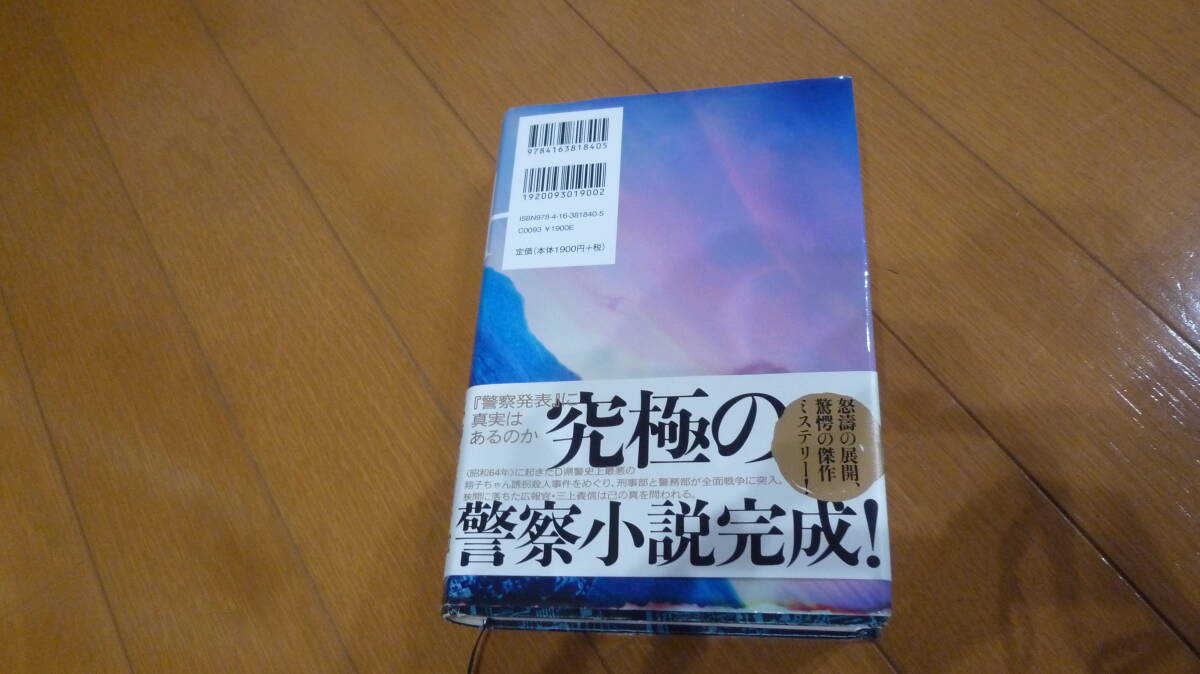 9784163818405
1920093019002
ISBN978-4-16-381840-5
C0093 ¥1900E
定価(本体1900円+税)
『警察発表』に
真実は
あるのか
究極の
怒濤の展開、
驚愕の傑作
ミステリー!
〈昭和64年〉に起きたD県警史上最悪の
翔子ちゃん誘拐殺人事件をめぐり、刑事部と警務部が全面戦争に突入。
狭間に落ちた広報官・三上義信は己の真を問われる。
警察小説完成!